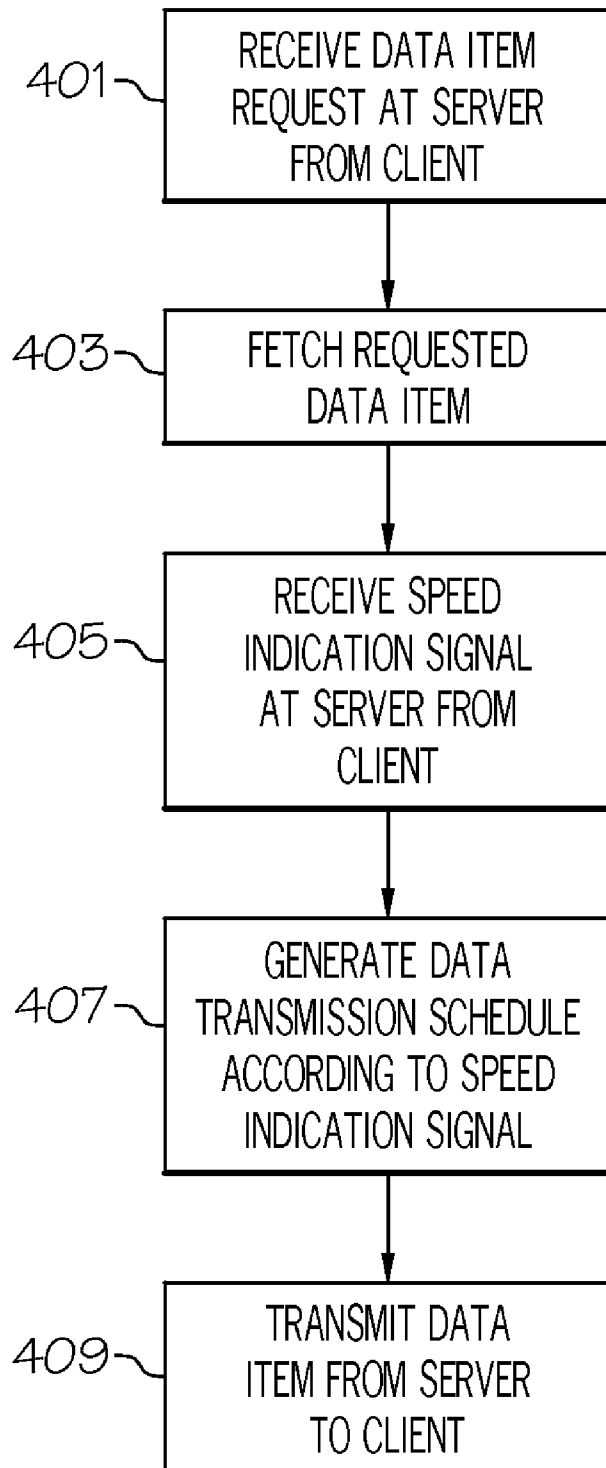 401
RECEIVE DATA ITEM
REQUEST AT SERVER
FROM CLIENT
403
FETCH REQUESTED
DATA ITEM
405
RECEIVE SPEED
INDICATION SIGNAL
AT SERVER FROM
CLIENT
407
GENERATE DATA
TRANSMISSION SCHEDULE
ACCORDING TO SPEED
INDICATION SIGNAL
409
TRANSMIT DATA
ITEM FROM SERVER
TO CLIENT